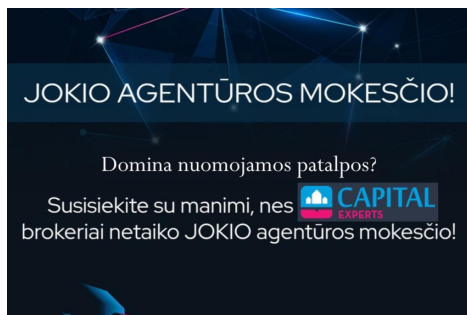 JOKIO AGENTŪROS MOKESČIO!
Domina nuomojamos patalpos?
Susisiekite su manimi, nes CAPITAL EXPERTS
brokeriai netaiko JOKIO agentūros mokesčio!